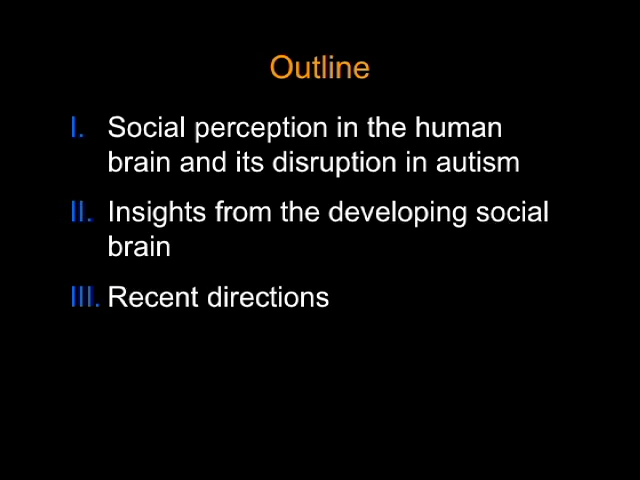 Outline
I. Social perception in the human
brain and its disruption in autism
II. Insights from the developing social
brain
III. Recent directions